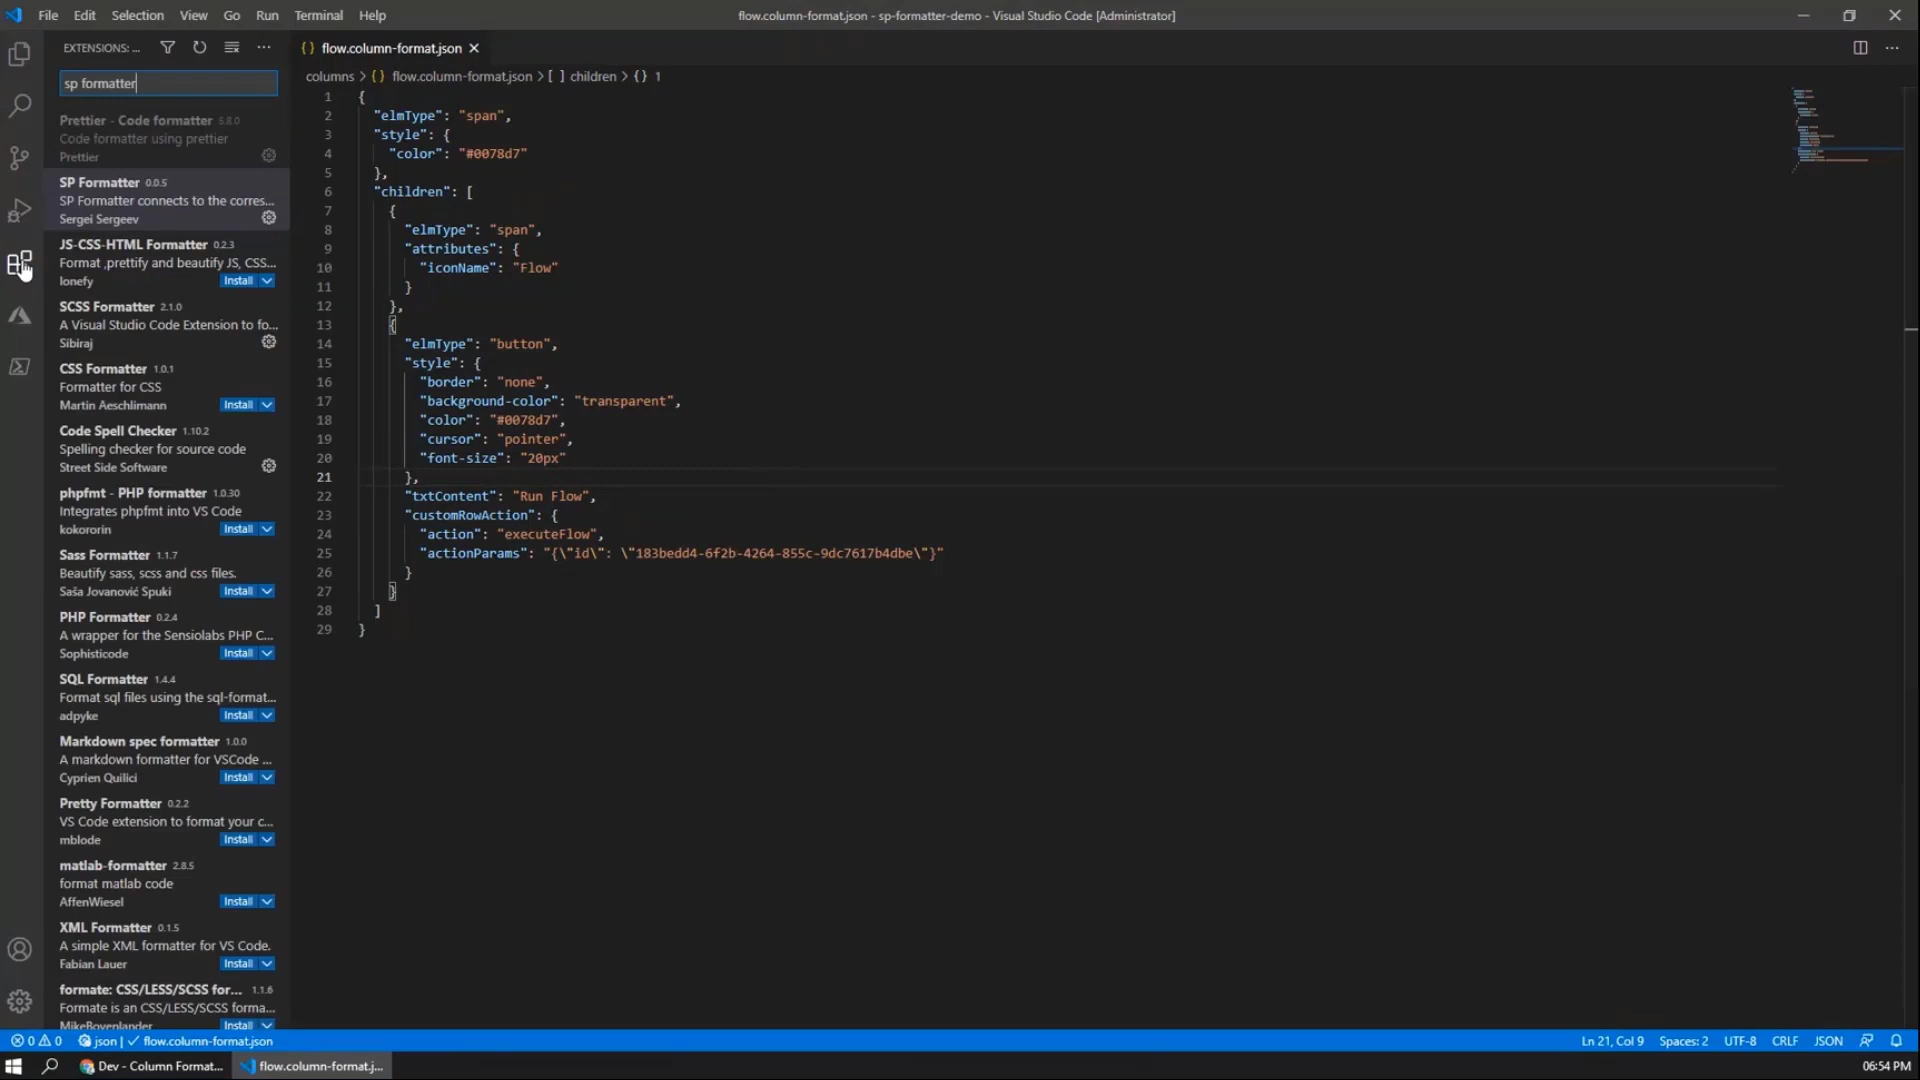 File Edit Selection View Go Run Terminal Help
flow.column-format.json - sp-formatter-demo - Visual Studio Code [Administrator]
EXTENSIONS: ...
sp formatter
Prettier - Code formatter 5.8.0
Code formatter using prettier
Prettier
SP Formatter 0.0.5
SP Formatter connects to the corres...
Sergei Sergeev
JS-CSS-HTML Formatter 0.2.3
Format ,prettify and beautify JS, CSS...
lonefy Install
SCSS Formatter 2.1.0
A Visual Studio Code Extension to fo...
Sibiraj
CSS Formatter 1.0.1
Formatter for CSS
Martin Aeschlimann Install
Code Spell Checker 1.10.2
Spelling checker for source code
Street Side Software
phpfmt - PHP formatter 1.0.30
Integrates phpfmt into VS Code
kokororin Install
Sass Formatter 1.1.7
Beautify sass, scss and css files.
Saša Jovanović Spuki Install
PHP Formatter 0.2.4
A wrapper for the Sensiolabs PHP C...
Sophisticode Install
SQL Formatter 1.4.4
Format sql files using the sql-format...
adpyke Install
Markdown spec formatter 1.0.0
A markdown formatter for VSCode ...
Cyprien Quilici Install
Pretty Formatter 0.2.2
VS Code extension to format your c...
mblode Install
matlab-formatter 2.8.5
format matlab code
AffenWiesel Install
XML Formatter 0.1.5
A simple XML formatter for VS Code.
Fabian Lauer Install
formate: CSS/LESS/SCSS for... 1.1.6
Formate is an CSS/LESS/SCSS forma...
MikeBovenlander Install
{} flow.column-format.json
columns > {} flow.column-format.json > [ ] children > {} 1
1 {
2 "elmType": "span",
3 "style": {
4 "color": "#0078d7"
5 },
6 "children": [
7 {
8 "elmType": "span",
9 "attributes": {
10 "iconName": "Flow"
11 }
12 },
13 {
14 "elmType": "button",
15 "style": {
16 "border": "none",
17 "background-color": "transparent",
18 "color": "#0078d7",
19 "cursor": "pointer",
20 "font-size": "20px"
21 },
22 "txtContent": "Run Flow",
23 "customRowAction": {
24 "action": "executeFlow",
25 "actionParams": "{\"id\": \"183bedd4-6f2b-4264-855c-9dc7617b4dbe\"}"
26 }
27 }
28 ]
29 }
0 0 json | ✓ flow.column-format.json
Ln 21, Col 9 Spaces: 2 UTF-8 CRLF JSON
Dev - Column Format... flow.column-format.j... 06:54 PM